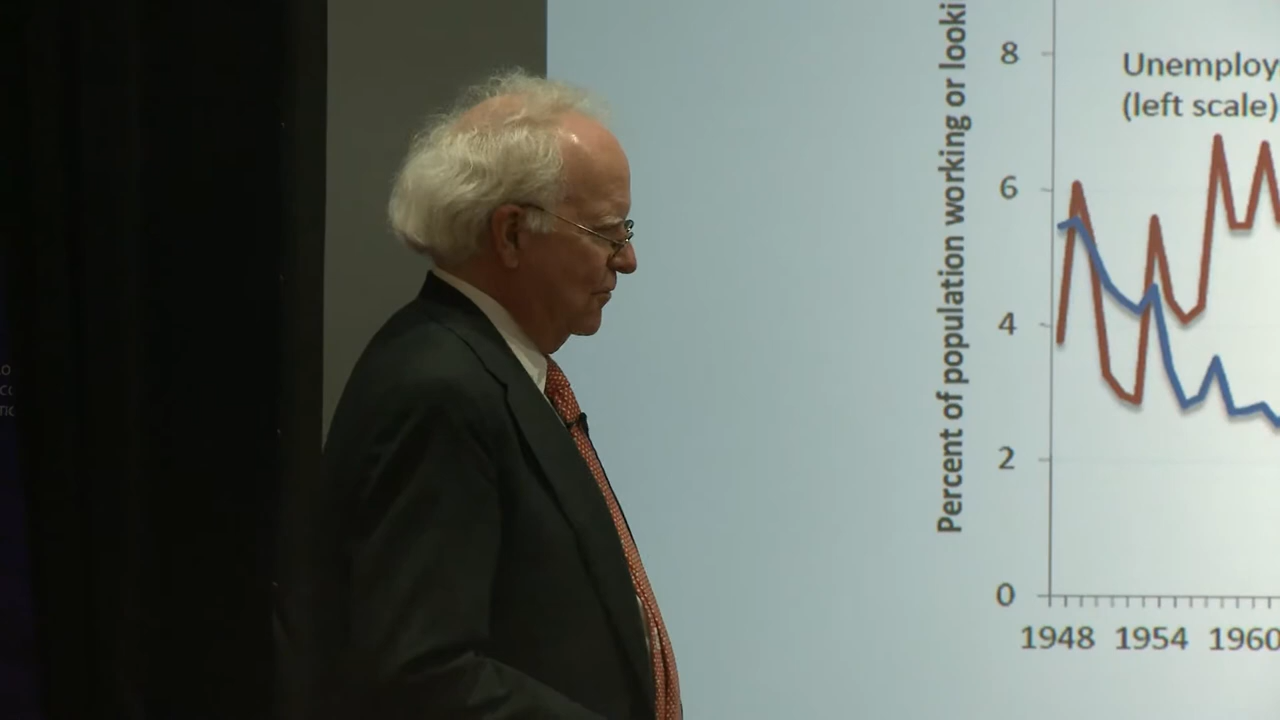 Percent of population working or looki
8
6
4
2
0
Unemploy
(left scale)
1948 1954 1960